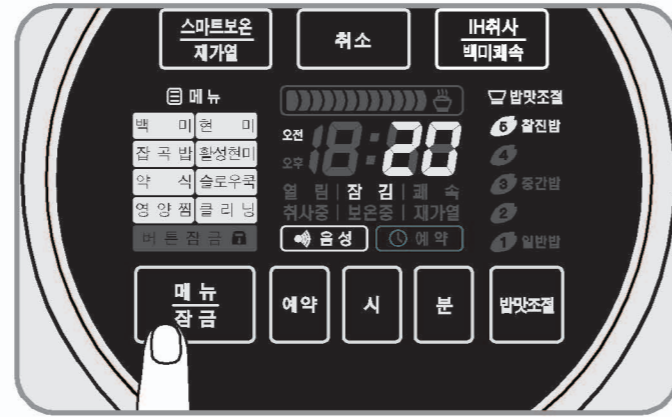 스마트보온
재가열
취소
IH취사
백미쾌속
메뉴
백 미 현 미
잡곡밥 활성현미
약 식 슬로우쿡
영양찜 클리닝
버튼잠금
오전
오후
18:20
열 림 | 잠 김 | 쾌 속
취사중 | 보온중 | 재가열
음성
예약
밥맛조절
5 찰진밥
4
3 중간밥
2
1 일반밥
메뉴
잠금
예약
시
분
밥맛조절